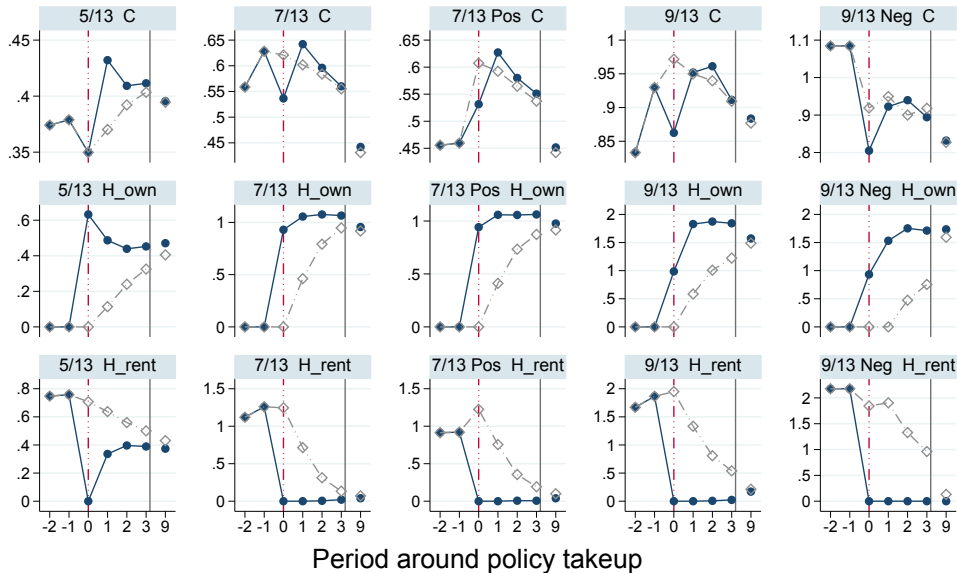 5/13 C 7/13 C 7/13 Pos C 9/13 C 9/13 Neg C
.45 .65 .65 1 1.1
.6 .6 .95 1
.4 .55 .55 .9 .9
.5 .5 .85 .8
.35 .45 .45
5/13 H_own 7/13 H_own 7/13 Pos H_own 9/13 H_own 9/13 Neg H_own
.6 1 1 2 2
.4 1.5 1.5
.5 .5 1 1
.2 .5 .5
0 0 0 0 0
5/13 H_rent 7/13 H_rent 7/13 Pos H_rent 9/13 H_rent 9/13 Neg H_rent
.8 1.5 1.5 2 2
.6 1 1 1.5 1.5
.4 1 1
.2 .5 .5 .5 .5
0 0 0 0 0
-2 -1 0 1 2 3 9 -2 -1 0 1 2 3 9 -2 -1 0 1 2 3 9 -2 -1 0 1 2 3 9 -2 -1 0 1 2 3 9
Period around policy takeup